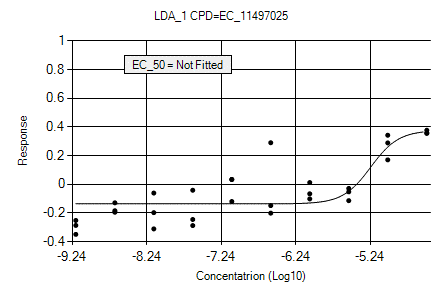 LDA_1 CPD=EC_11497025
1
EC_50 = Not Fitted
0.8
0.6
0.4
0.2
0
-0.2
-0.4
Response
-9.24 -8.24 -7.24 -6.24 -5.24
Concentatrion (Log10)